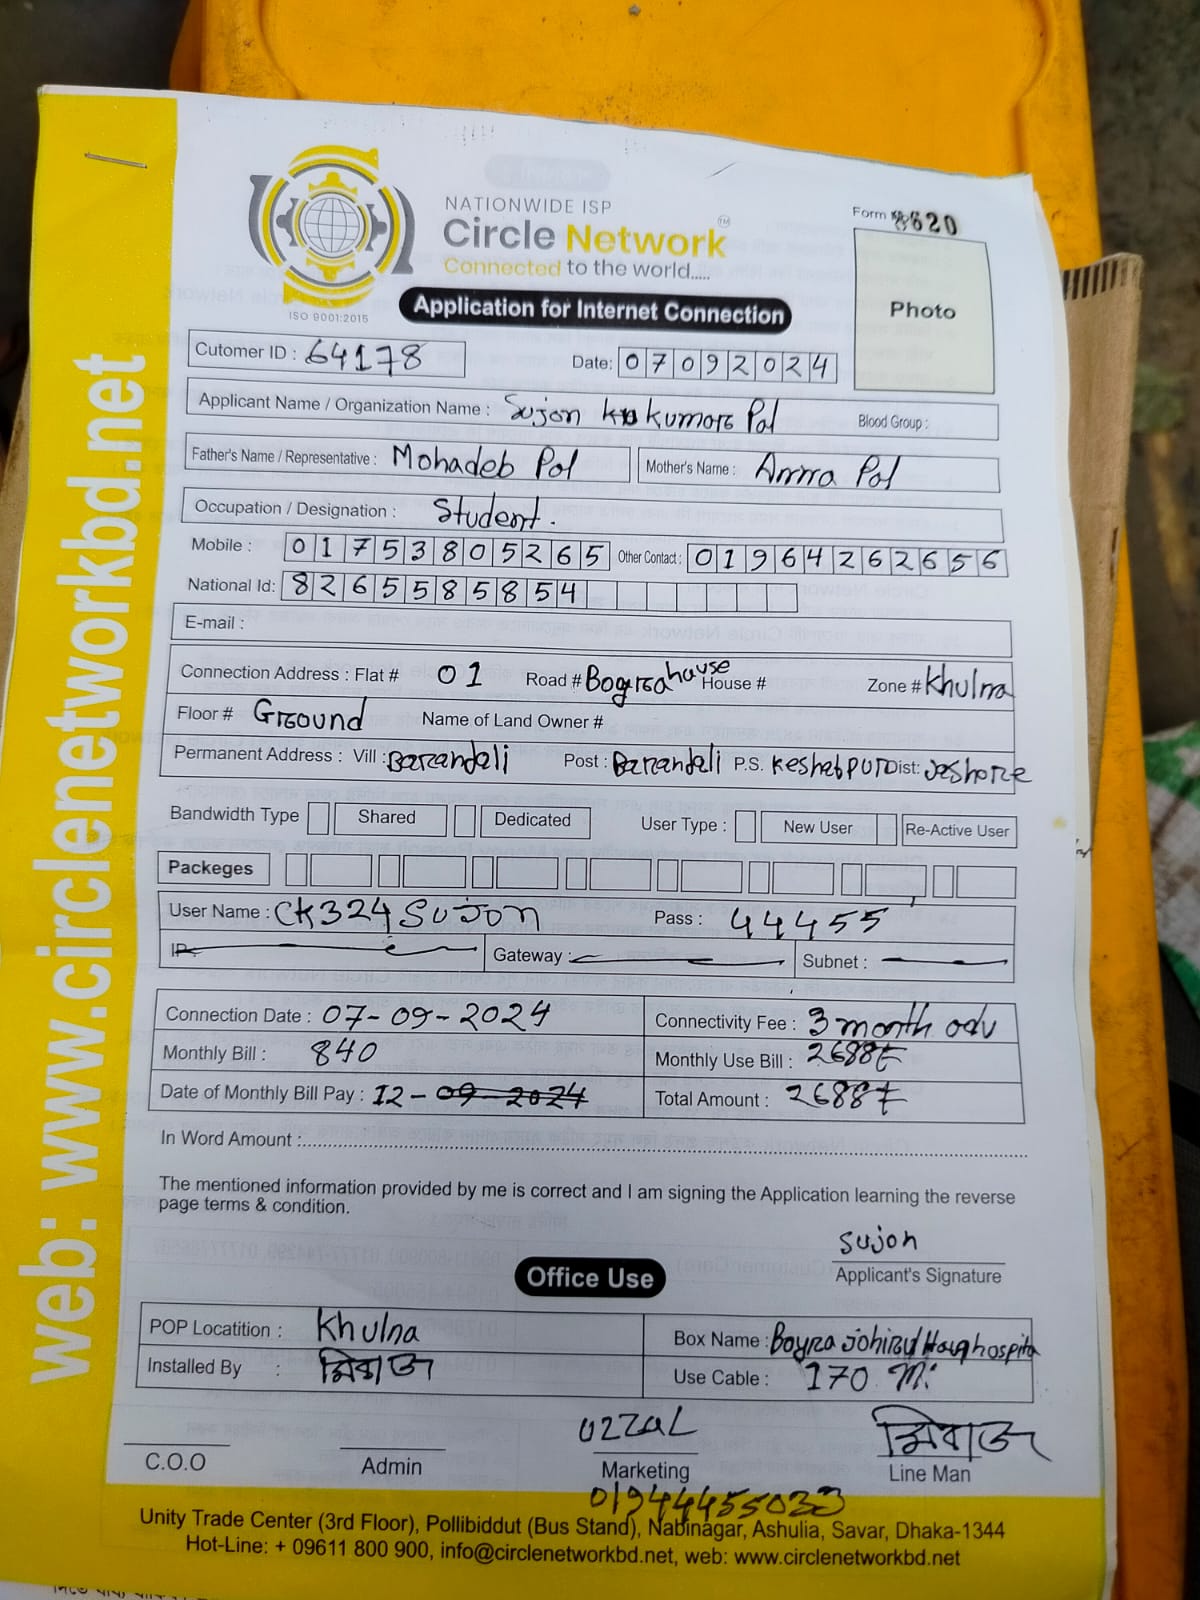 web: www.circlenetworkbd.net
NATIONWIDE ISP
Circle Network™
Connected to the world.....
ISO 9001:2015
Form 8620
Photo
Application for Internet Connection
Cutomer ID : 64178 Date: 07092024
Applicant Name / Organization Name : Sujon kumar Pal Blood Group :
Father's Name / Representative : Mohadeb Pal Mother's Name : Anna Pal
Occupation / Designation : Student.
Mobile : 01753805265 Other Contact : 01964262656
National Id: 8265585854
E-mail :
Connection Address : Flat # 01 Road # Bogra hause House # Zone # Khulna
Floor # Ground Name of Land Owner #
Permanent Address : Vill : Barandali Post : Barandali P.S. Keshabpur Dist: Jashore
Bandwidth Type Shared Dedicated User Type : New User Re-Active User
Packeges
User Name : CK324Sujon Pass : 44455
IP: Gateway : Subnet :
Connection Date : 07-09-2024 Connectivity Fee : 3 month adv
Monthly Bill : 840 Monthly Use Bill : 2688
Date of Monthly Bill Pay : 12-09-2024 Total Amount : 2688
In Word Amount :
The mentioned information provided by me is correct and I am signing the Application learning the reverse
page terms & condition.
Sujon
Applicant's Signature
Office Use
POP Locatition : Khulna Box Name : Boyra Johirul Haq hospital
Installed By : মিরাজ Use Cable : 170 M.
UZZAL মিরাজ
C.O.O Admin Marketing Line Man
01944455033
Unity Trade Center (3rd Floor), Pollibiddut (Bus Stand), Nabinagar, Ashulia, Savar, Dhaka-1344
Hot-Line: + 09611 800 900, info@circlenetworkbd.net, web: www.circlenetworkbd.net